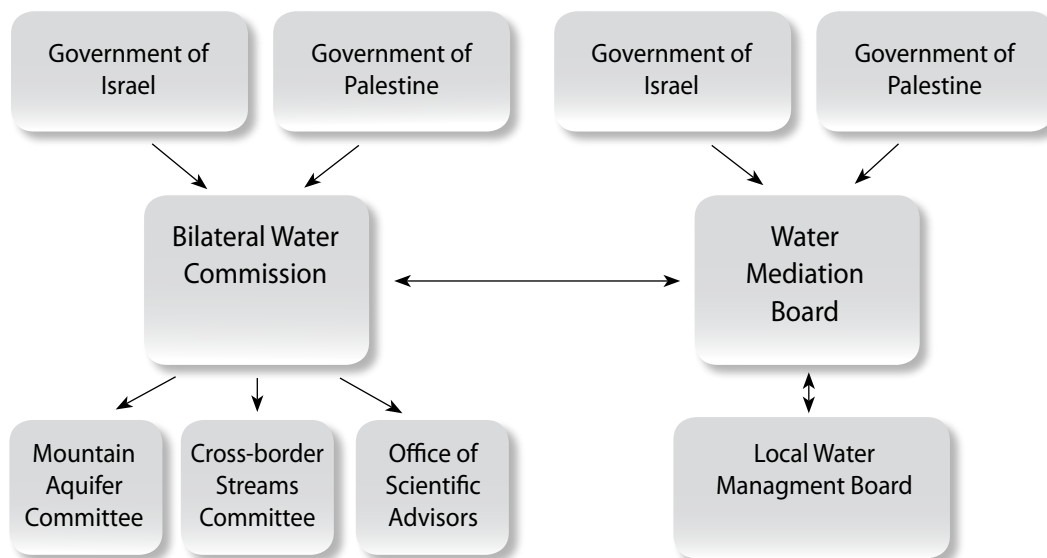 Government of
Israel
Government of
Palestine
Government of
Israel
Government of
Palestine
Bilateral Water
Commission
Water
Mediation
Board
Mountain
Aquifer
Committee
Cross-border
Streams
Committee
Office of
Scientific
Advisors
Local Water
Managment Board